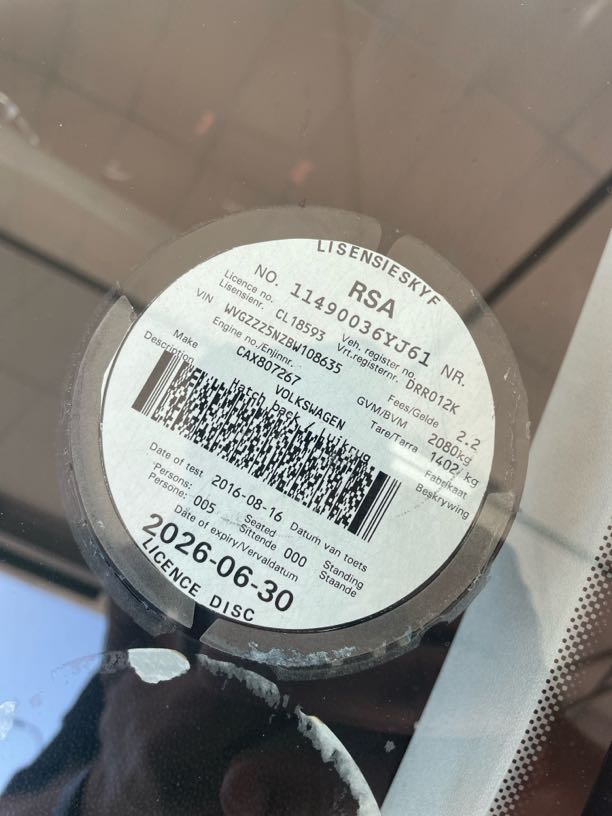 LISENSIESKYF
RSA
NO. 11490036YJ61 NR.
Licence no. CL18593 Veh. register no. DRR012K
Lisensienr. Vrt.registernr.
VIN WVGZZZ5NZBW108635 Fees/Gelde 2.2
Engine no./Enjinnr. CAX807267 GVM/BVM 2080kg
Tare/Tarra 1402 kg
Make VOLKSWAGEN Fabrikaat
Description Hatch back / Luikrug Beskrywing
Date of test 2016-08-16 Datum van toets
Persons: 005 Seated 000 Standing
Persone: Sittende Staande
Date of expiry/Vervaldatum
2026-06-30
LICENCE DISC